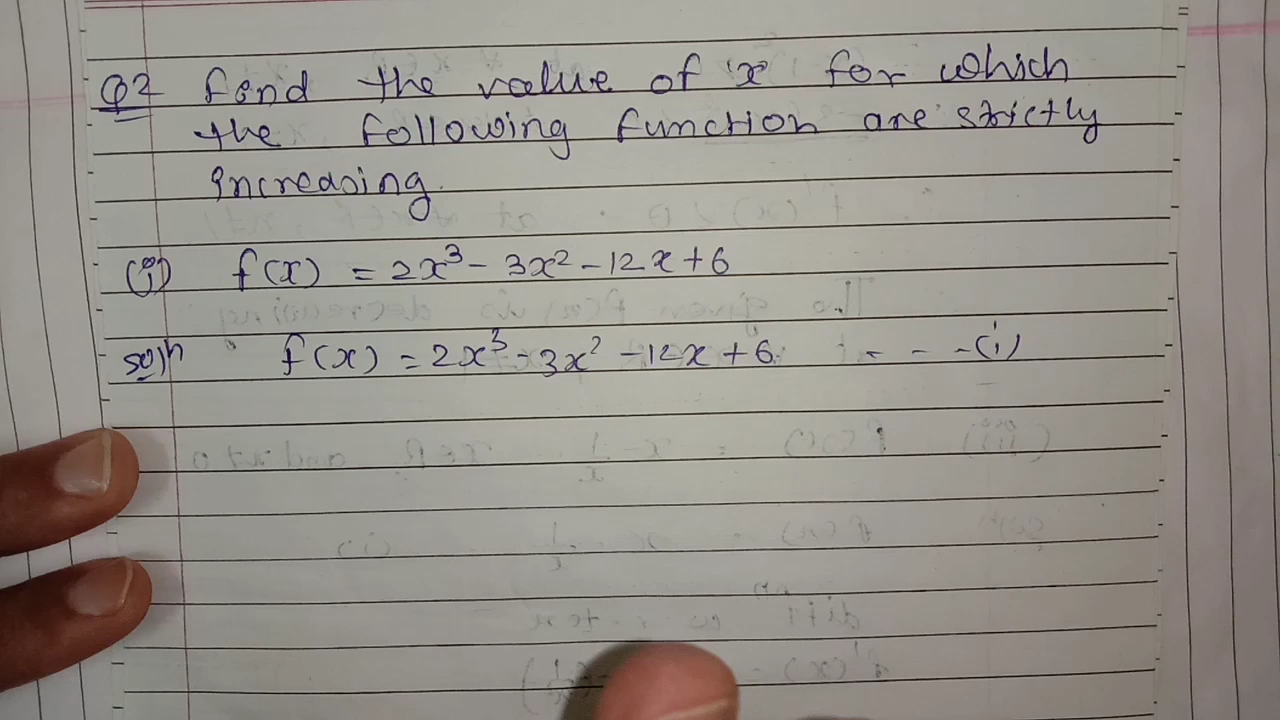 Q2 Find the value of 'x' for which
the following function are strictly
increasing.
(i) f(x) = 2x³ - 3x² - 12x + 6
soln f(x) = 2x³ - 3x² - 12x + 6 - - - (i)